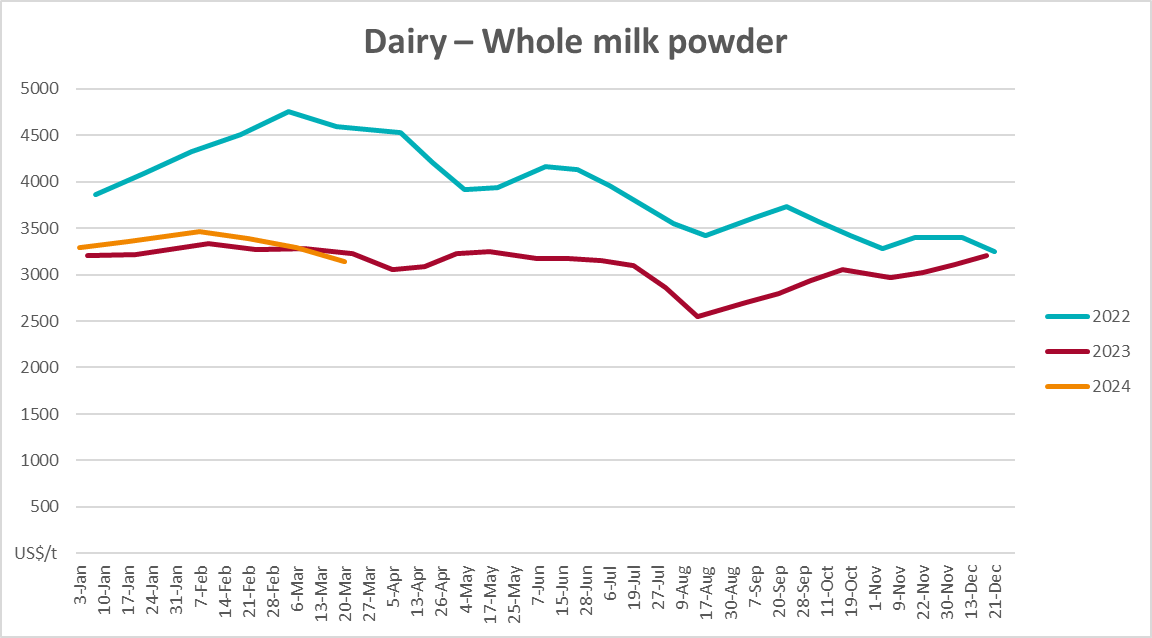 Dairy – Whole milk powder
5000
4500
4000
3500
3000
2500
2000
1500
1000
500
US$/t
3-Jan
10-Jan
17-Jan
24-Jan
31-Jan
7-Feb
14-Feb
21-Feb
28-Feb
6-Mar
13-Mar
20-Mar
27-Mar
5-Apr
13-Apr
26-Apr
4-May
17-May
25-May
7-Jun
15-Jun
28-Jun
6-Jul
19-Jul
27-Jul
9-Aug
17-Aug
30-Aug
7-Sep
20-Sep
28-Sep
11-Oct
19-Oct
1-Nov
9-Nov
22-Nov
30-Nov
13-Dec
21-Dec
2022
2023
2024